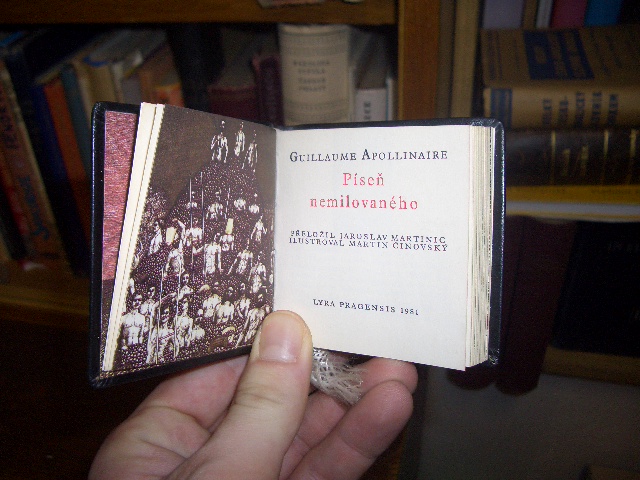 GUILLAUME APOLLINAIRE
Píseň
nemilovaného
PŘELOŽIL JAROSLAV MARTINIC
ILUSTROVAL MARTIN ČINOVSKÝ
LYRA PRAGENSIS 1981